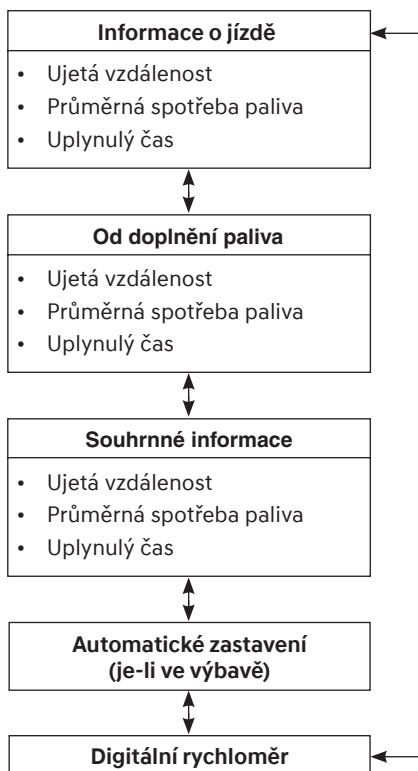 Informace o jízdě
• Ujetá vzdálenost
• Průměrná spotřeba paliva
• Uplynulý čas
Od doplnění paliva
• Ujetá vzdálenost
• Průměrná spotřeba paliva
• Uplynulý čas
Souhrnné informace
• Ujetá vzdálenost
• Průměrná spotřeba paliva
• Uplynulý čas
Automatické zastavení
(je-li ve výbavě)
Digitální rychloměr